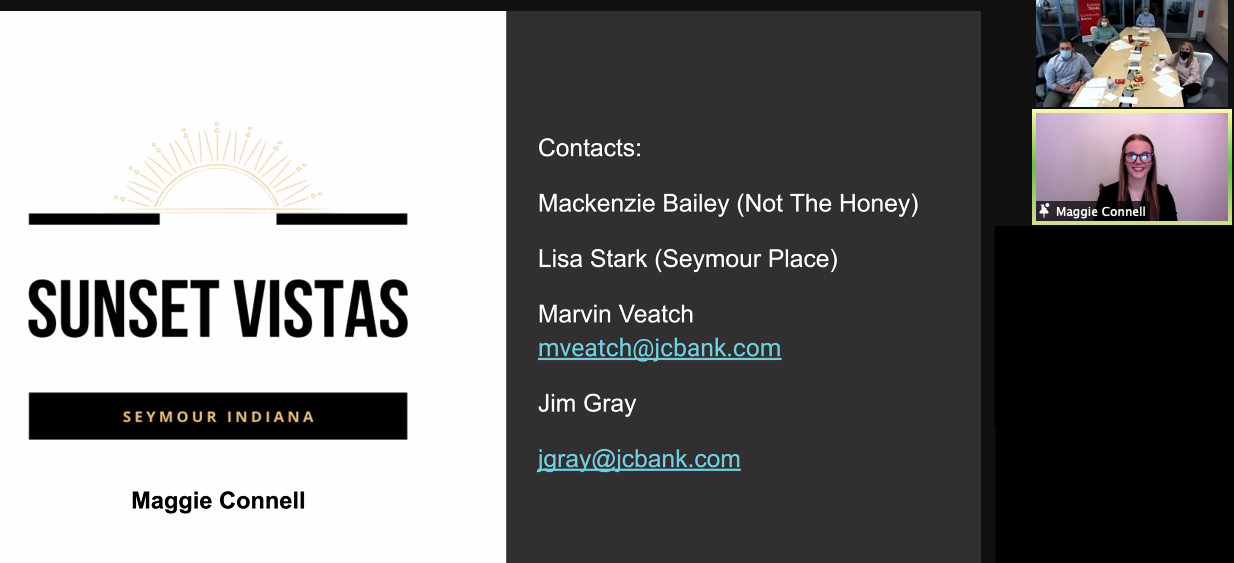 SUNSET VISTAS
SEYMOUR INDIANA
Maggie Connell
Contacts:
Mackenzie Bailey (Not The Honey)
Lisa Stark (Seymour Place)
Marvin Veatch
mveatch@jcbank.com
Jim Gray
jgray@jcbank.com
Maggie Connell